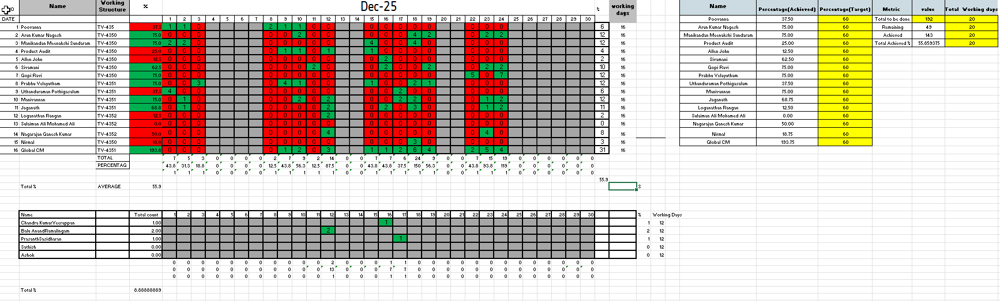 Name Working Structure % Dec-25 % working days Name Percentage(Achieved) Percentage(Target) Metric value Total Working days
DATE 1 2 3 4 5 6 7 8 9 10 11 12 13 14 15 16 17 18 19 20 21 22 23 24 25 26 27 28 29 30 Poovanna 37.50 60 Total to be done 192 20
1 Poovanna TV-435 37.5 1 1 0 2 1 1 0 0 0 0 0 0 0 0 0 0 6 16 Arun Kumar Nagesh 75.00 60 Remaining 49 20
2 Arun Kumar Nagesh TV-4350 75.0 0 0 0 0 0 2 0 0 0 0 0 4 2 0 2 2 12 16 Manikandan Meenakshi Sundaram 75.00 60 Achieved 143 20
3 Manikandan Meenakshi Sundaram TV-4350 75.0 2 2 0 0 0 0 0 0 4 0 0 4 0 0 0 0 12 16 Product Audit 25.00 60 Total Achieved % 55.859375 20
4 Product Audit TV-4350 25.0 0 0 0 0 1 1 0 1 1 0 0 0 0 0 0 0 4 16 Allen John 12.50 60
5 Allen John TV-4350 12.5 0 0 0 0 0 0 0 0 0 2 0 0 0 0 0 0 2 16 Sivamani 62.50 60
6 Sivamani TV-4350 62.5 0 0 0 0 0 0 2 0 0 2 0 0 2 0 2 2 10 16 Gopi Ravi 75.00 60
7 Gopi Ravi TV-4350 75.0 0 0 0 0 0 0 0 0 0 0 0 0 0 5 0 7 12 16 Prabhu Velayutham 75.00 60
8 Prabhu Velayutham TV-4351 75.0 0 0 3 0 4 1 0 0 1 0 0 2 1 0 0 0 12 16 Uthandaraman Pothigasalam 37.50 60
9 Uthandaraman Pothigasalam TV-4351 37.5 4 0 0 0 0 0 0 0 0 0 2 0 0 0 0 0 6 16 Manivannan 75.00 60
10 Manivannan TV-4351 75.0 0 1 0 0 0 2 0 2 0 0 2 2 0 0 1 2 12 16 Jaganath 68.75 60
11 Jaganath TV-4351 68.8 0 1 0 0 0 0 0 2 0 2 0 3 0 0 1 2 11 16 Loganathan Rangan 12.50 60
12 Loganathan Rangan TV-4352 12.5 0 0 0 0 0 0 0 2 0 0 0 0 0 0 0 0 2 16 Sulaiman Ali Mohamed Ali 0.00 60
13 Sulaiman Ali Mohamed Ali TV-4352 0.0 0 0 0 0 0 0 0 0 0 0 0 0 0 0 0 0 0 16 Nagarajan Ganesh Kumar 50.00 60
14 Nagarajan Ganesh Kumar TV-4352 50.0 0 0 0 0 0 0 0 4 0 0 0 0 0 0 4 0 8 16 Nirmal 18.75 60
15 Nirmal TV-4350 18.8 0 0 0 0 0 0 0 0 0 0 0 3 0 0 0 0 3 16 Global CM 193.75 60
16 Global CM TV-4351 193.8 0 0 0 0 1 2 0 3 1 1 2 6 4 2 5 4 31 16
TOTAL 7 5 3 0 0 0 0 2 7 9 2 14 0 0 7 7 6 24 9 0 0 7 15 19 0 0 0 0 0 0
PERCENTAG 43.8 31.3 18.8 0 0 0 0 12.5 43.8 56.3 12.5 87.5 0 0 43.8 43.8 37.5 150 56.3 0 0 43.8 93.8 119 0 0 0 0 0 0
1 1 1 0 0 0 0 1 1 1 1 1 0 0 1 1 1 1 1 0 0 1 1 1 0 0 0 0 0 0
55.9
Total % AVERAGE 55.9 S
Name Total count 1 2 3 4 5 6 7 8 9 10 11 12 13 14 15 16 17 18 19 20 21 22 23 24 25 26 27 28 29 30 % Working Days
Chandra KumarVeerappan 1.00 1 1 12
Balu AnandRamalingam 2.00 2 2 12
PrasanthSasidharan 1.00 1 1 12
Sathish 0.00 0 12
Ashok 0.00 0 12
0 0 0 0 0 0 0 0 0 0 0 2 0 0 0 1 1 0 0 0 0 0 0 0 0 0 0 0 0 0
0 0 0 0 0 0 0 0 0 0 0 13 0 0 0 7 7 0 0 0 0 0 0 0 0 0 0 0 0 0
0 0 0 0 0 0 0 0 0 0 0 1 0 0 0 1 1 0 0 0 0 0 0 0 0 0 0 0 0 0
Total % 8.88888889